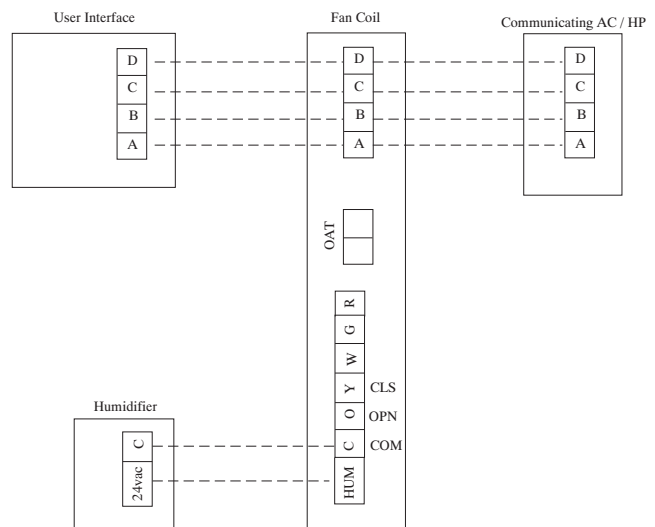 User Interface
Fan Coil
Communicating AC / HP
D
C
B
A
D
C
B
A
D
C
B
A
OAT
R
G
W
Y CLS
O OPN
C COM
HUM
Humidifier
C
24vac